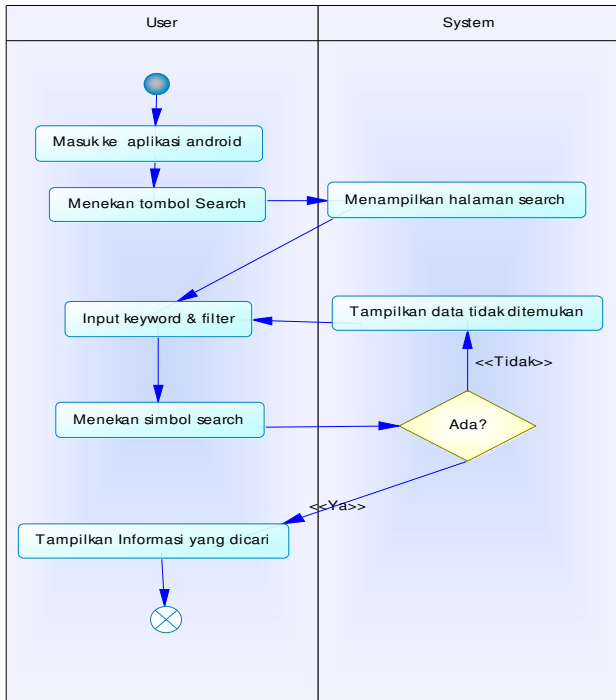 User
System
Masuk ke aplikasi android
Menekan tombol Search
Menampilkan halaman search
Input keyword & filter
Tampilkan data tidak ditemukan
<<Tidak>>
Menekan simbol search
Ada?
<<Ya>>
Tampilkan Informasi yang dicari